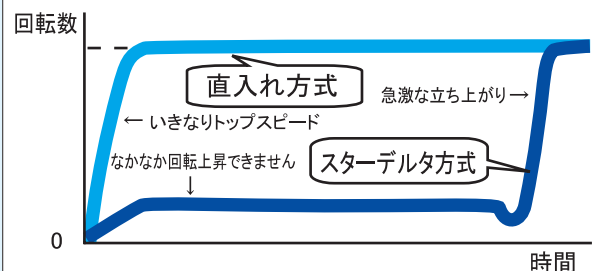 回転数
直入れ方式
急激な立ち上がり→
← いきなりトップスピード
なかなか回転上昇できません
↓
スターデルタ方式
0
時間